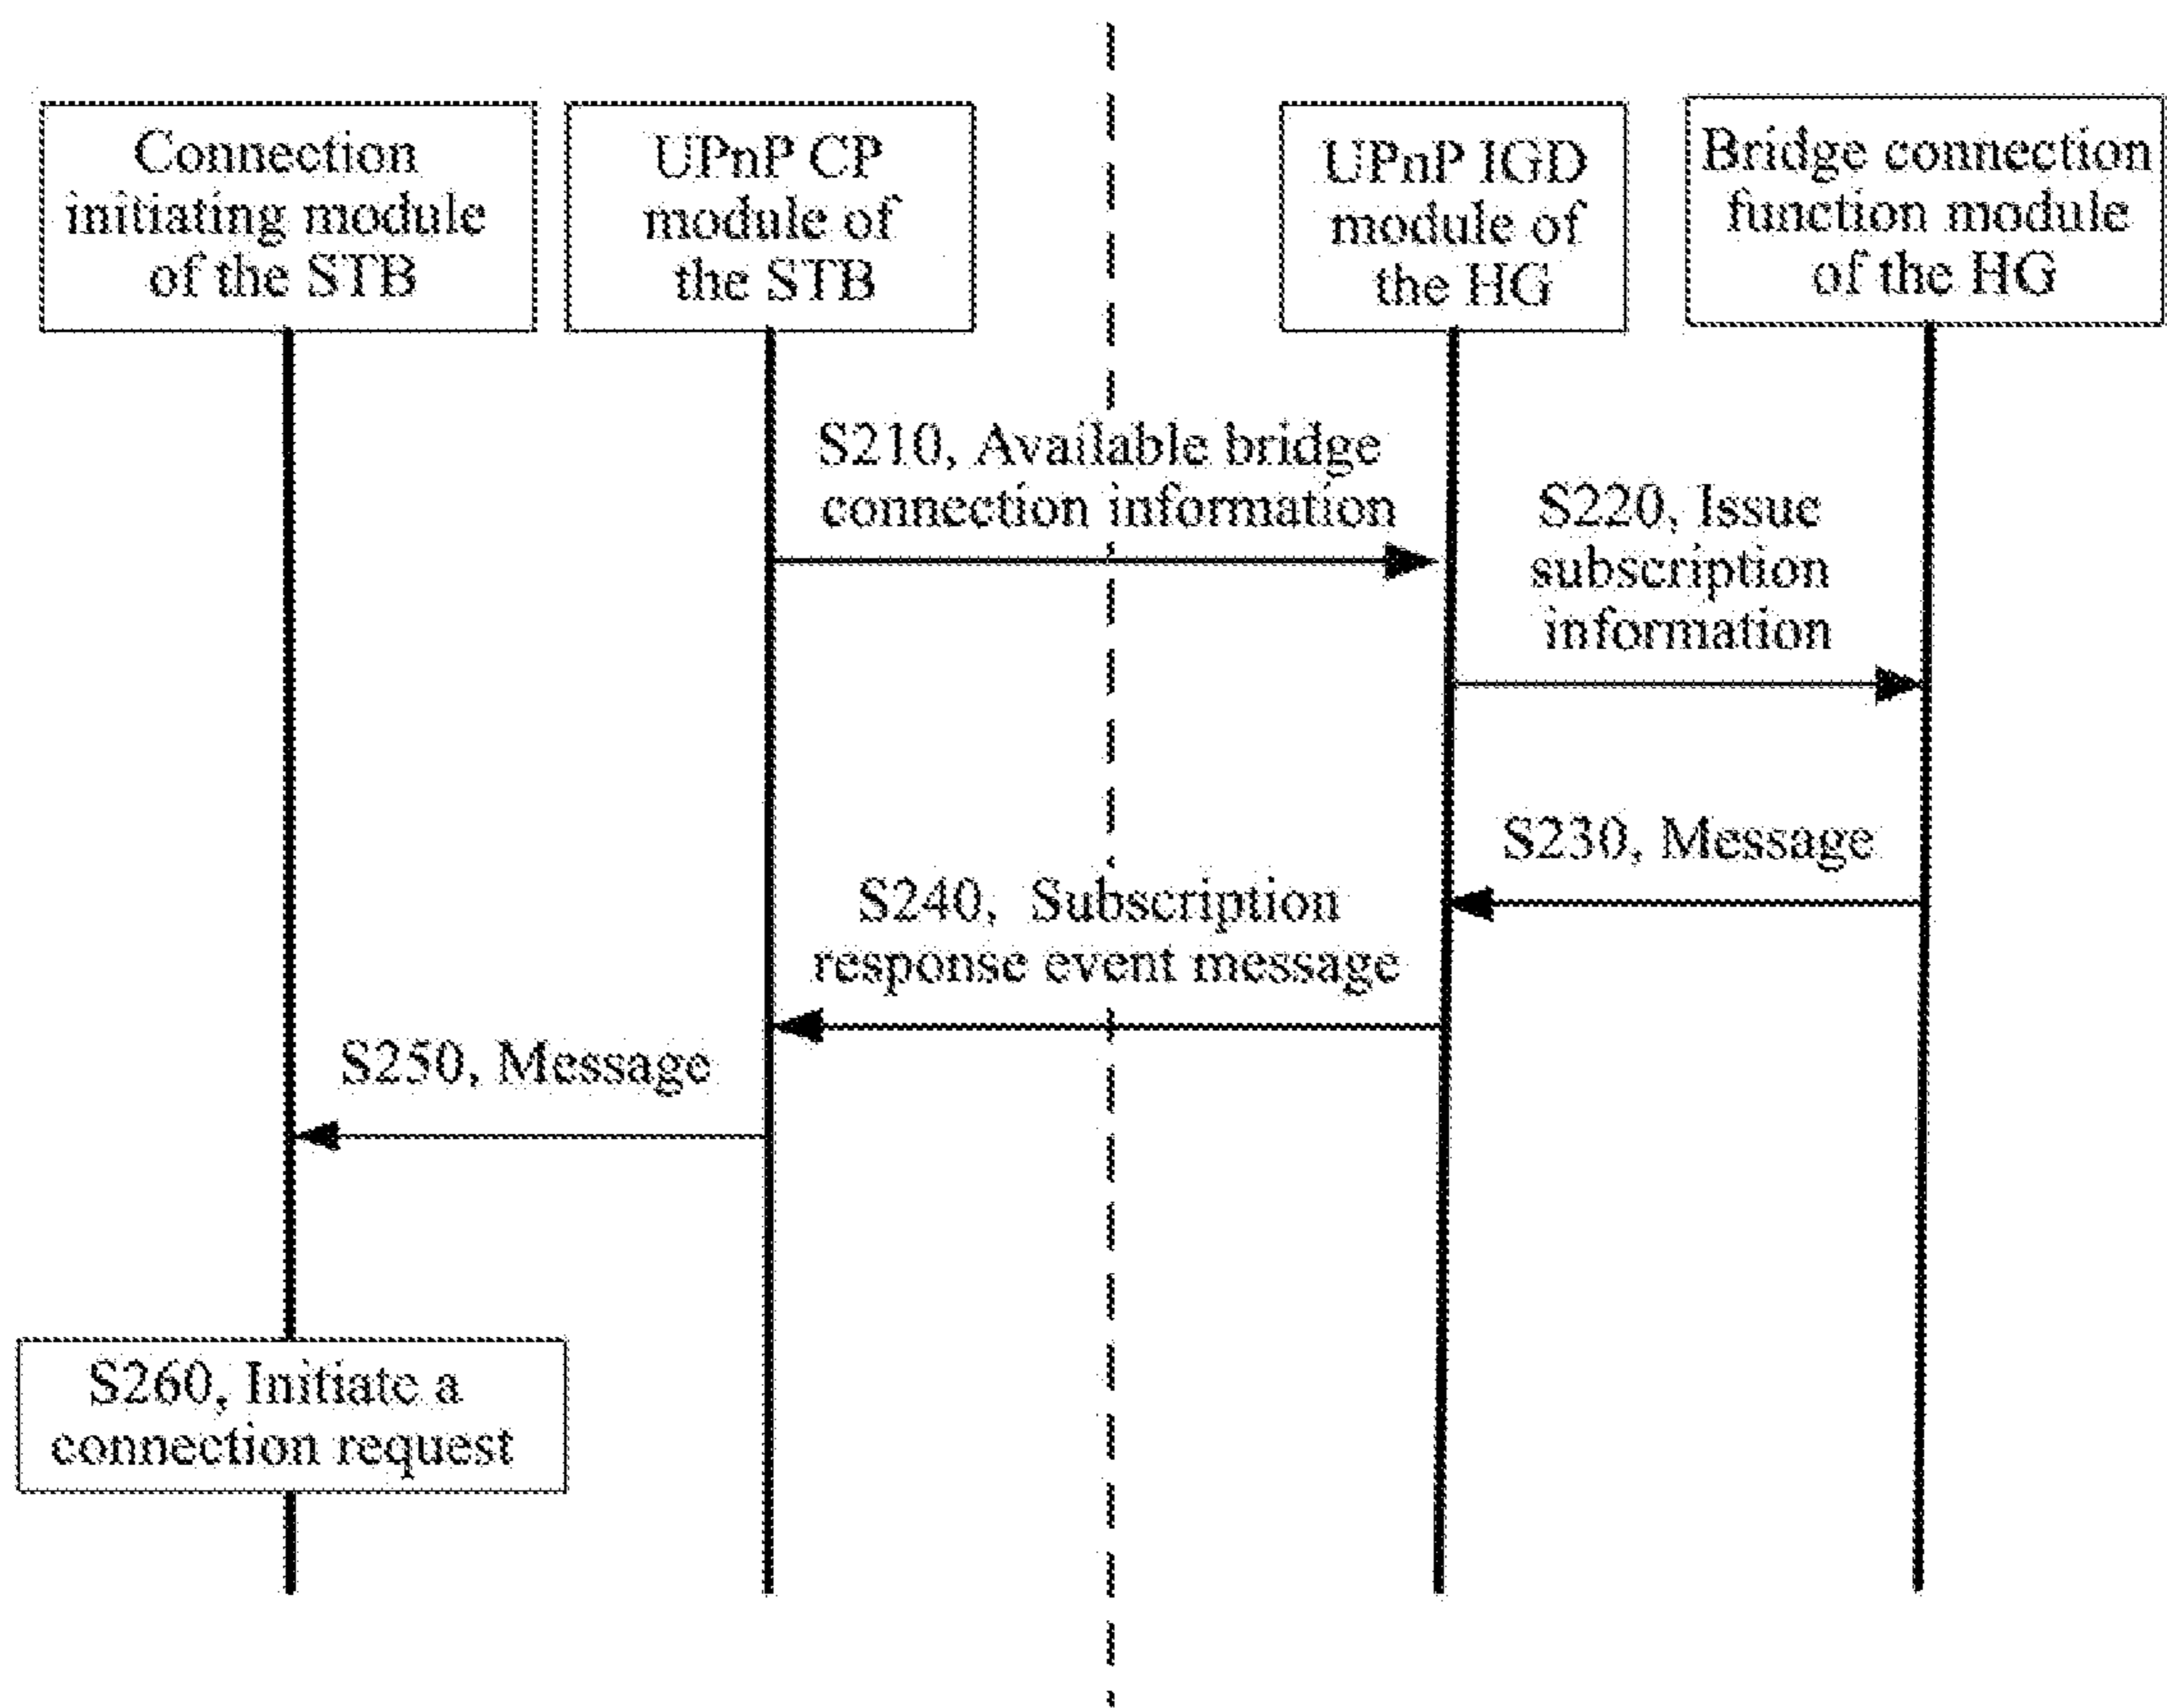 Connection
initiating module
of the STB
UPnP CP
module of
the STB
UPnP IGD
module of
the HG
Bridge connection
function module
of the HG
S210, Available bridge
connection information
S220, Issue
subscription
information
S230, Message
S240, Subscription
response event message
S250, Message
S260, Initiate a
connection request